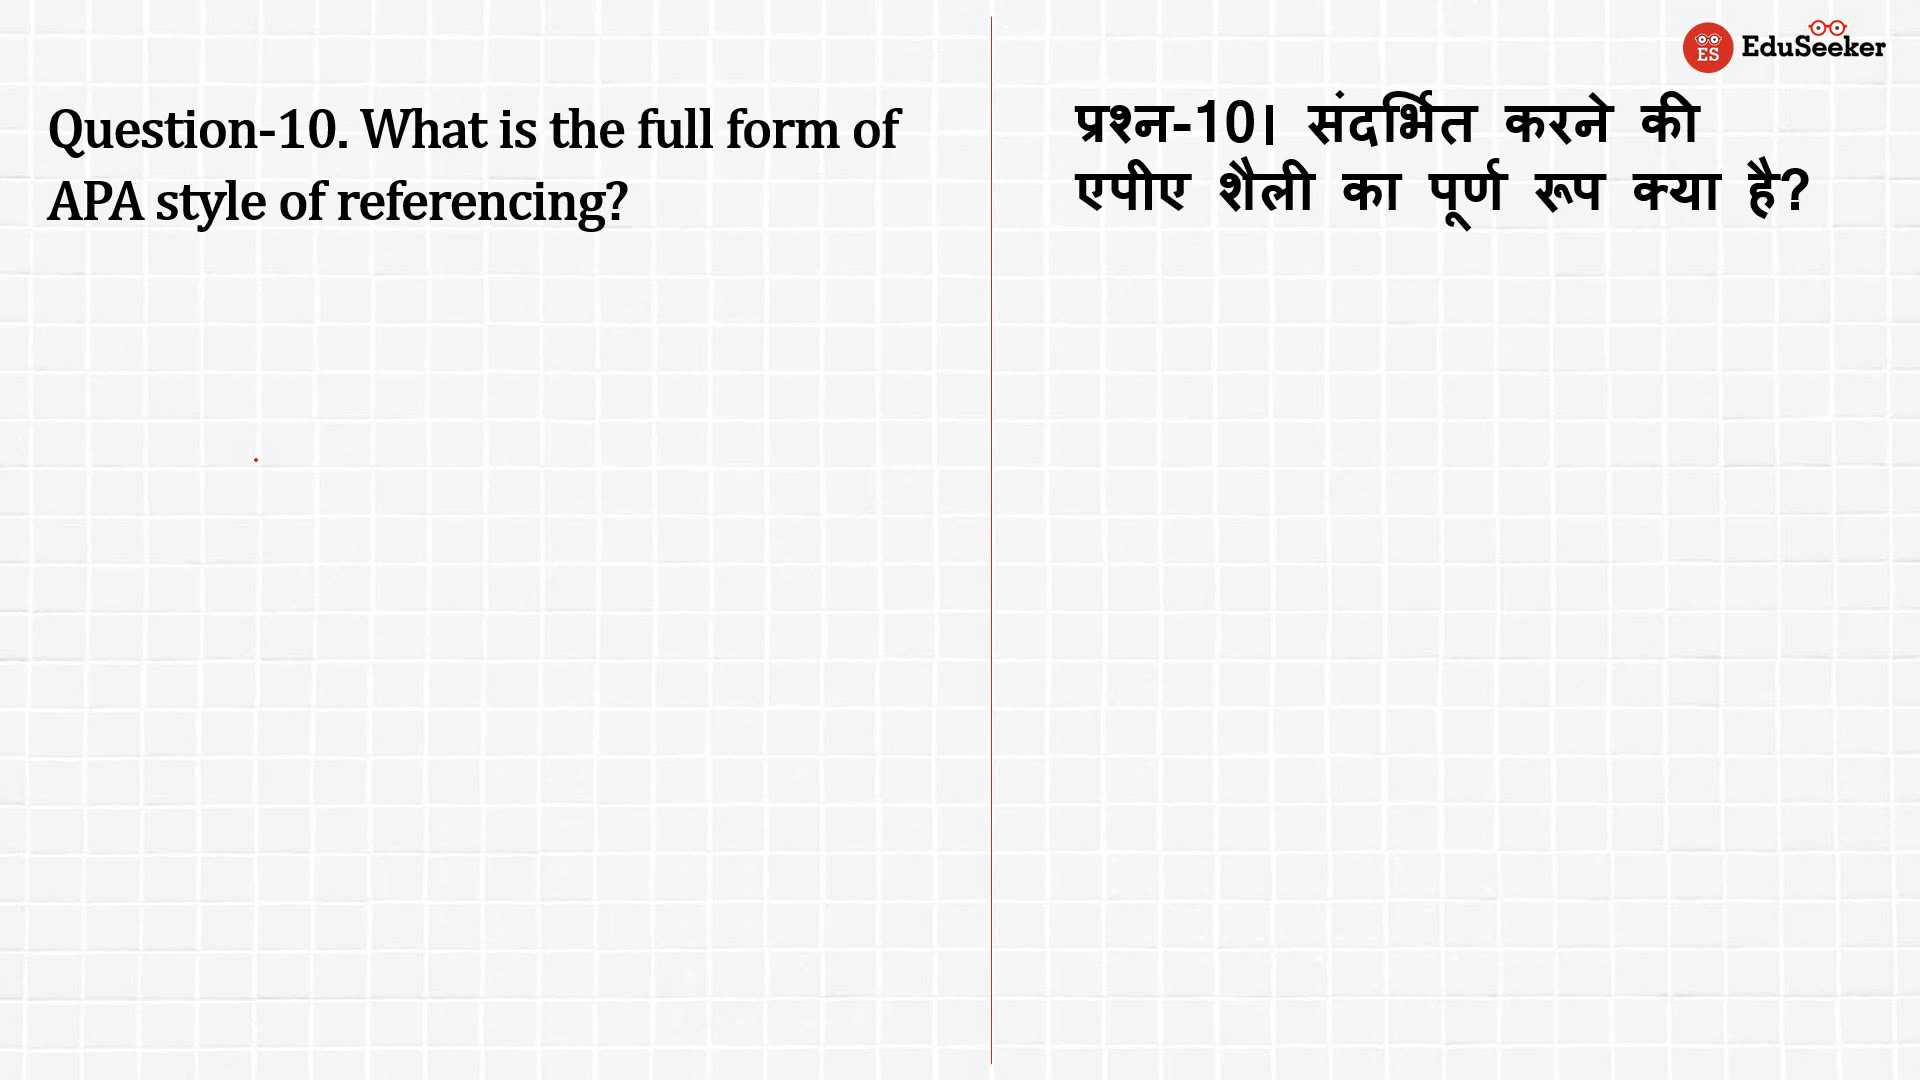 ES EduSeeker
Question-10. What is the full form of
APA style of referencing?
प्रश्न-10। संदर्भित करने की
एपीए शैली का पूर्ण रूप क्या है?